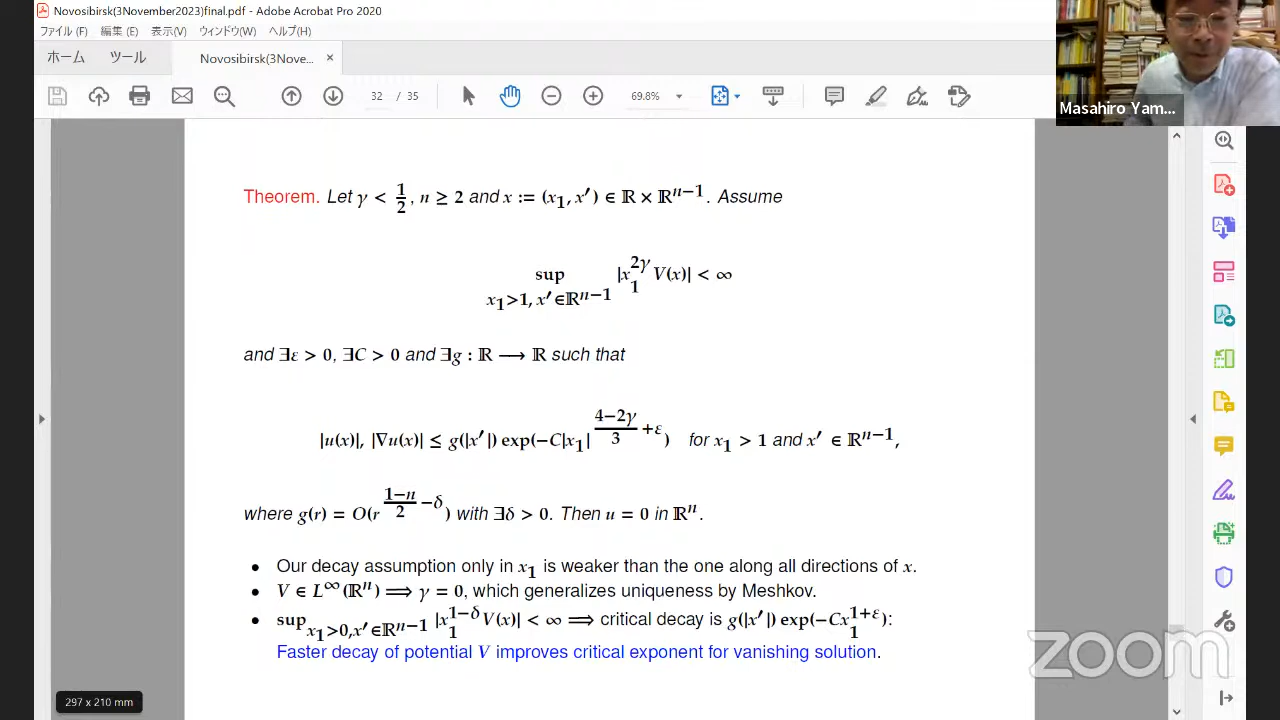 Novosibirsk(3November2023)final.pdf - Adobe Acrobat Pro 2020
ファイル (F) 編集 (E) 表示(V) ウィンドウ(W) ヘルプ(H)
ホーム ツール Novosibirsk(3Nove... ×
32 / 35 69.8%
Masahiro Yam...
Theorem. Let γ < 1/2, n ≥ 2 and x := (x₁, x′) ∈ ℝ × ℝⁿ⁻¹. Assume
sup_{x₁>1, x′∈ℝⁿ⁻¹} |x₁^{2γ} V(x)| < ∞
and ∃ε > 0, ∃C > 0 and ∃g : ℝ ⟶ ℝ such that
|u(x)|, |∇u(x)| ≤ g(|x′|) exp(−C|x₁|^{(4−2γ)/3 +ε}) for x₁ > 1 and x′ ∈ ℝⁿ⁻¹,
where g(r) = O(r^{(1−n)/2 −δ}) with ∃δ > 0. Then u = 0 in ℝⁿ.
• Our decay assumption only in x₁ is weaker than the one along all directions of x.
• V ∈ L^∞(ℝⁿ) ⟹ γ = 0, which generalizes uniqueness by Meshkov.
• sup_{x₁>0,x′∈ℝⁿ⁻¹} |x₁^{1−δ} V(x)| < ∞ ⟹ critical decay is g(|x′|) exp(−Cx₁^{1+ε}):
Faster decay of potential V improves critical exponent for vanishing solution.
zoom
297 x 210 mm